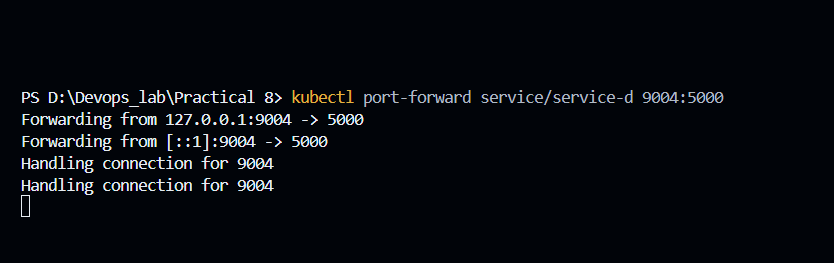 PS D:\Devops_lab\Practical 8> kubectl port-forward service/service-d 9004:5000
Forwarding from 127.0.0.1:9004 -> 5000
Forwarding from [::1]:9004 -> 5000
Handling connection for 9004
Handling connection for 9004